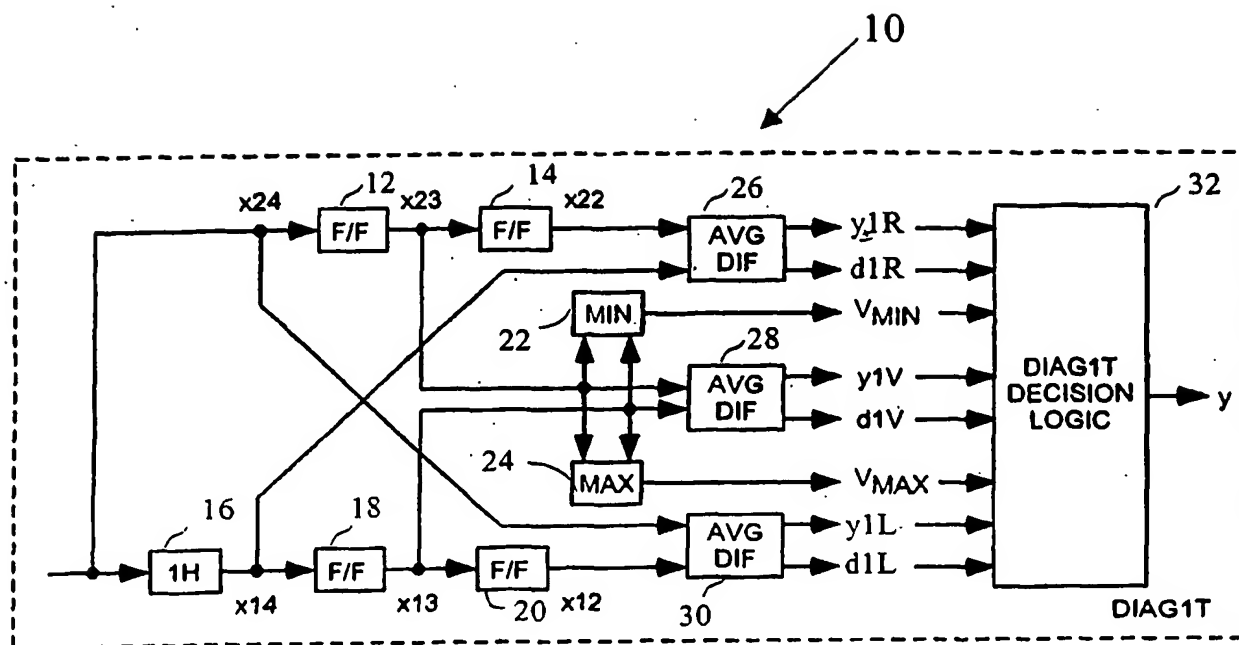 10
32
12
14
26
x24
x23
x22
F/F
F/F
AVG
DIF
y1R
d1R
22
MIN
VMIN
28
AVG
DIF
y1V
d1V
DIAG1T
DECISION
LOGIC
y
24
MAX
VMAX
16
18
AVG
DIF
y1L
d1L
1H
F/F
F/F
x14
x13
20
x12
30
DIAG1T